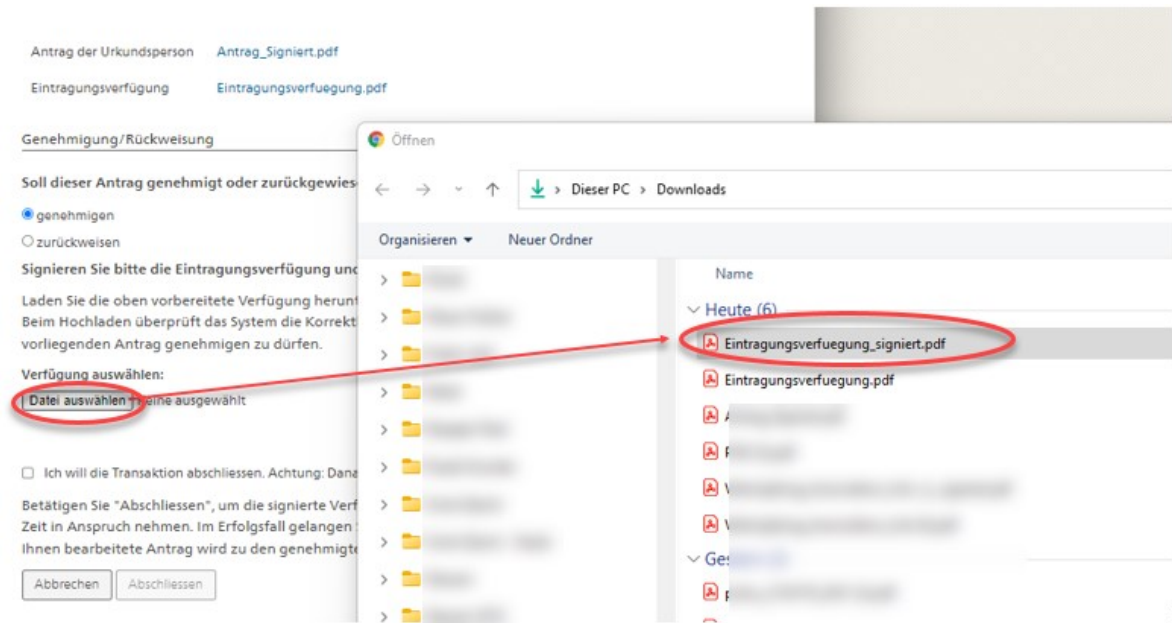 Antrag der Urkundsperson Antrag_Signiert.pdf
Eintragungsverfügung Eintragungsverfuegung.pdf
Genehmigung/Rückweisung
Soll dieser Antrag genehmigt oder zurückgewies
genehmigen
zurückweisen
Signieren Sie bitte die Eintragungsverfügung und
Laden Sie die oben vorbereitete Verfügung herunt
Beim Hochladen überprüft das System die Korrekt
vorliegenden Antrag genehmigen zu dürfen.
Verfügung auswählen:
Datei auswählen Keine ausgewählt
Ich will die Transaktion abschliessen. Achtung: Dana
Betätigen Sie "Abschliessen", um die signierte Verf
Zeit in Anspruch nehmen. Im Erfolgsfall gelangen
Ihnen bearbeitete Antrag wird zu den genehmigte
Abbrechen Abschliessen
Öffnen
Dieser PC Downloads
Organisieren Neuer Ordner
Name
Heute (6)
Eintragungsverfuegung_signiert.pdf
Eintragungsverfuegung.pdf